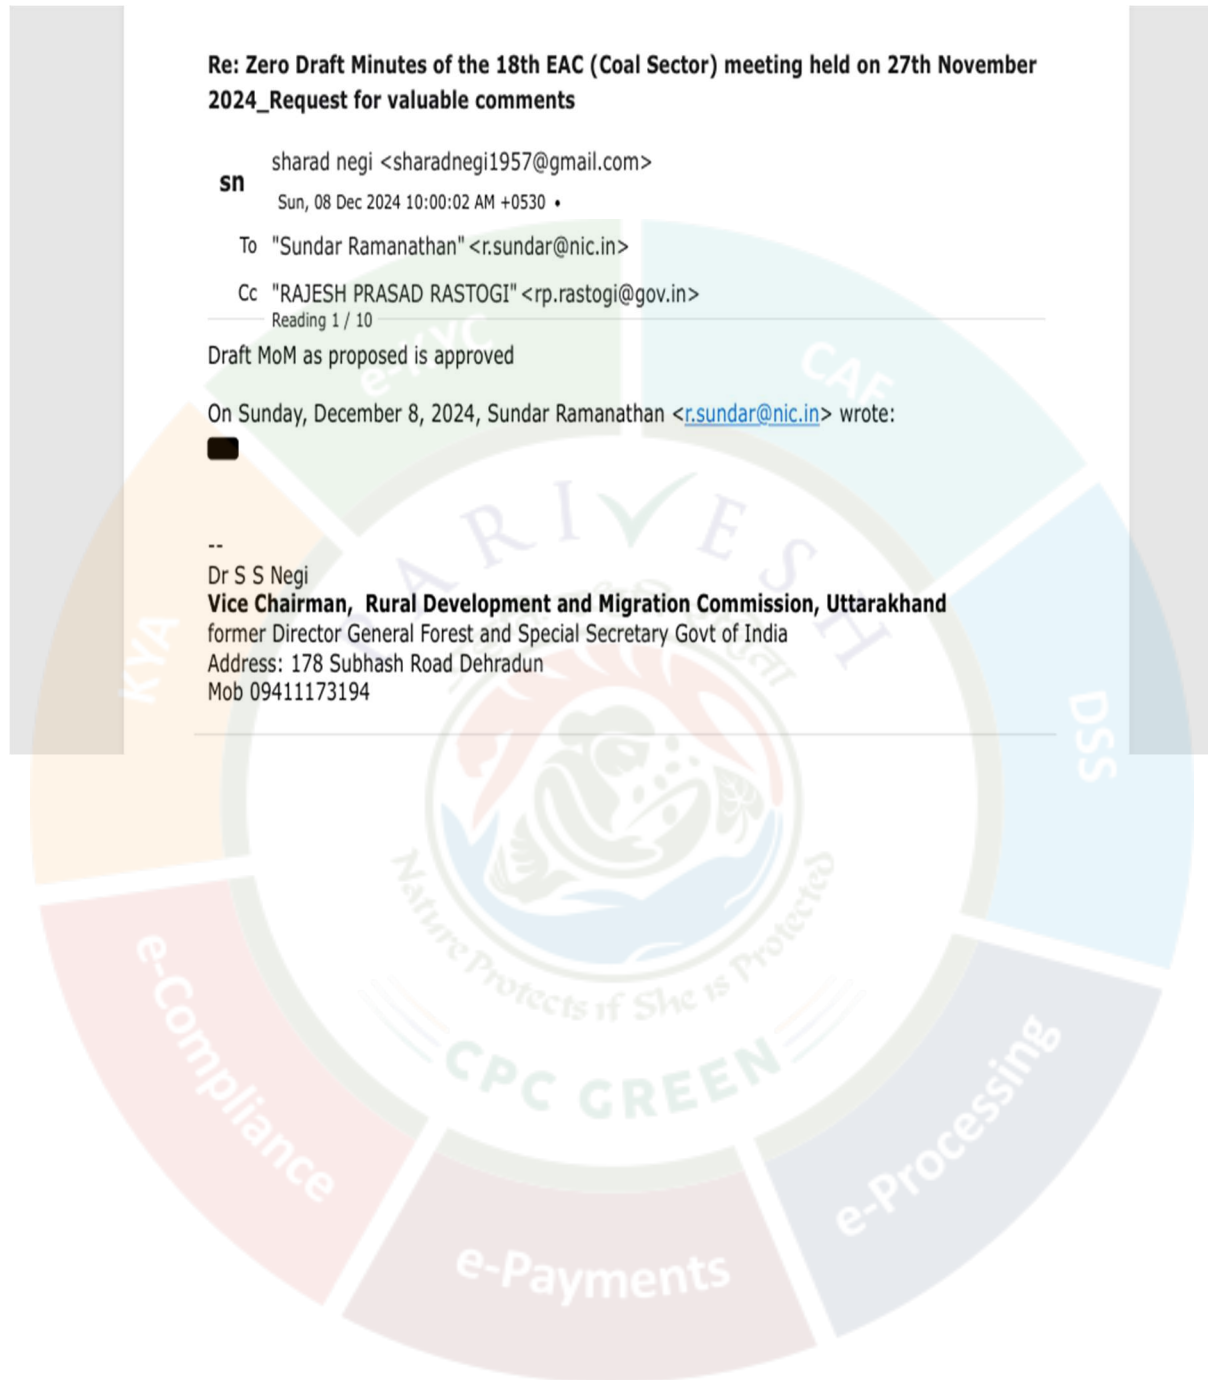 Re: Zero Draft Minutes of the 18th EAC (Coal Sector) meeting held on 27th November
2024_Request for valuable comments
sharad negi <sharadnegi1957@gmail.com>
sn
Sun, 08 Dec 2024 10:00:02 AM +0530 •
To "Sundar Ramanathan" <r.sundar@nic.in>
Cc "RAJESH PRASAD RASTOGI" <rp.rastogi@gov.in>
Reading 1 / 10
Draft MoM as proposed is approved
On Sunday, December 8, 2024, Sundar Ramanathan <r.sundar@nic.in> wrote:
--
Dr S S Negi
Vice Chairman,  Rural Development and Migration Commission, Uttarakhand
former Director General Forest and Special Secretary Govt of India
Address: 178 Subhash Road Dehradun
Mob 09411173194
e-KYC
CAF
KYA
PARIVESH
DSS
Nature Protects if She is Protected
CPC GREEN
e-Compliance
e-Processing
e-Payments